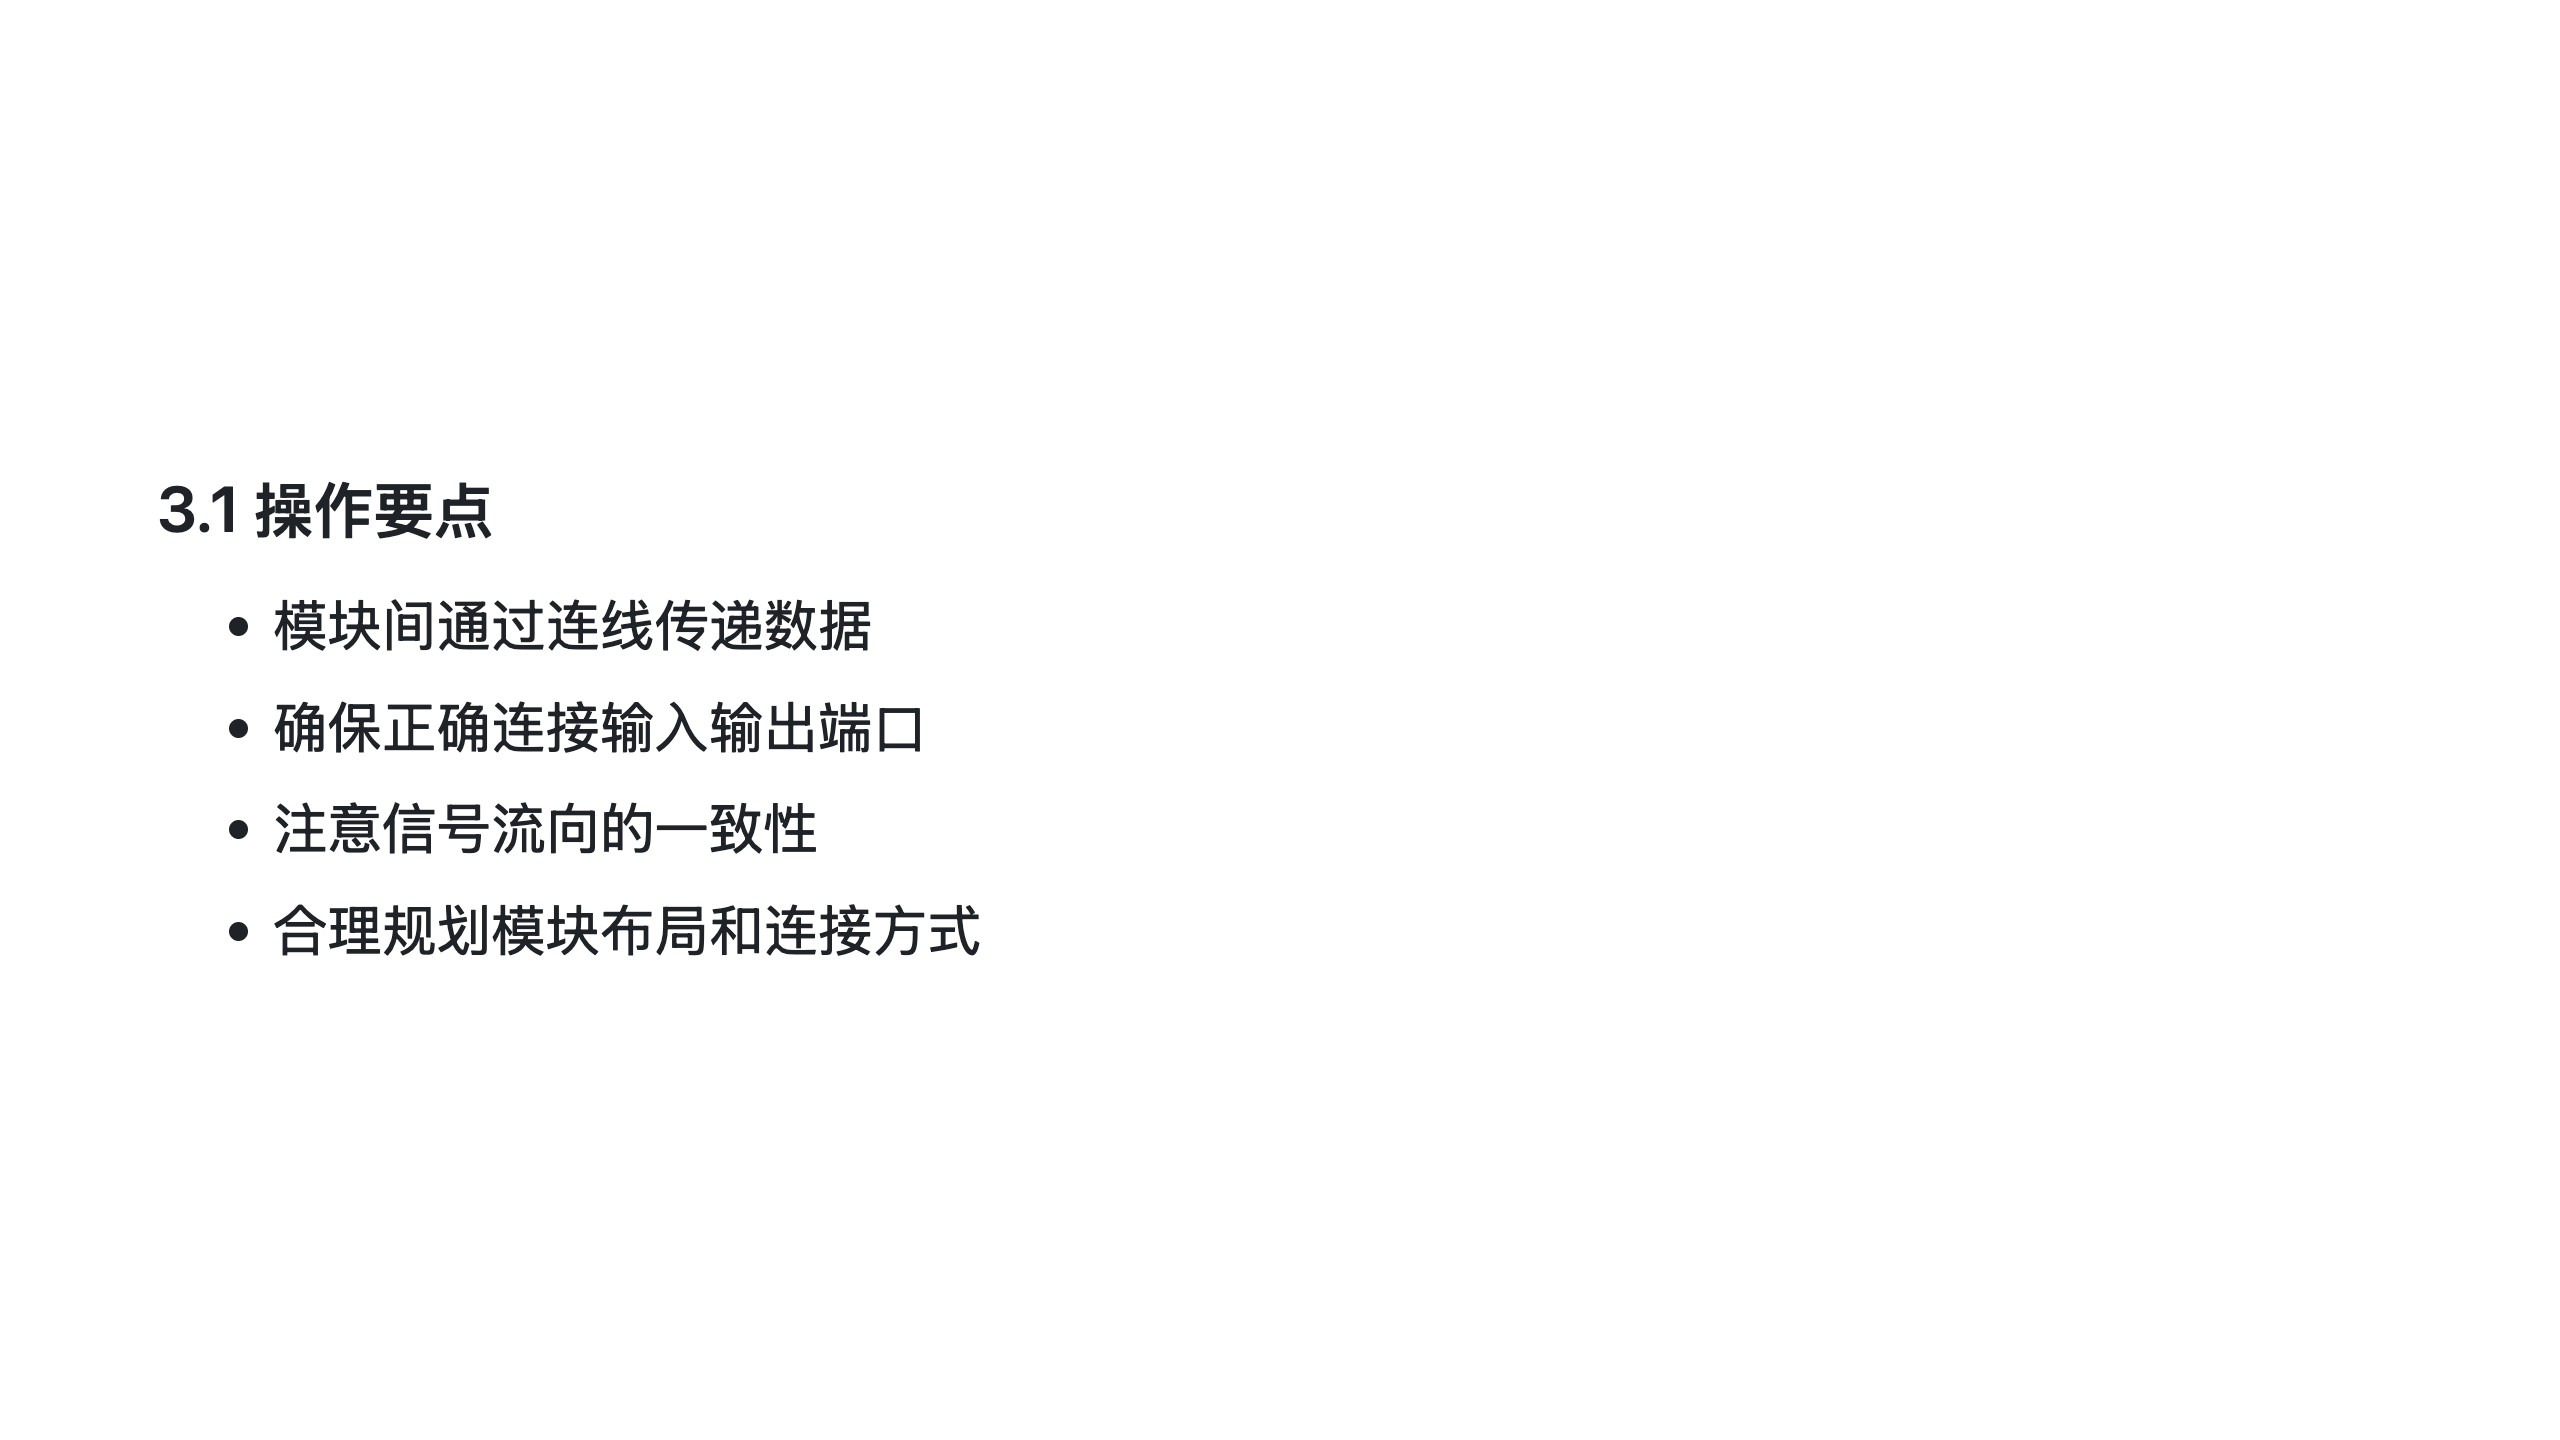 3.1 操作要点
• 模块间通过连线传递数据
• 确保正确连接输入输出端口
• 注意信号流向的一致性
• 合理规划模块布局和连接方式